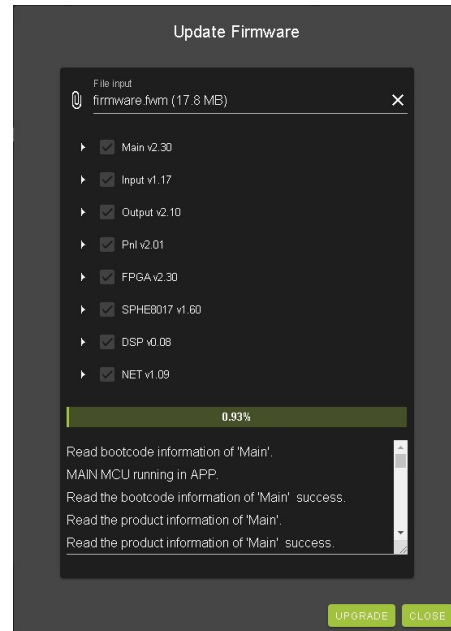 Update Firmware
File input
firmware.fwm (17.8 MB)
Main v2.30
Input v1.17
Output v2.10
Pnl v2.01
FPGA v2.30
SPHE8017 v1.60
DSP v0.08
NET v1.09
0.93%
Read bootcode information of 'Main'.
MAIN MCU running in APP.
Read the bootcode information of 'Main' success.
Read the product information of 'Main'.
Read the product information of 'Main' success.
UPGRADE CLOSE